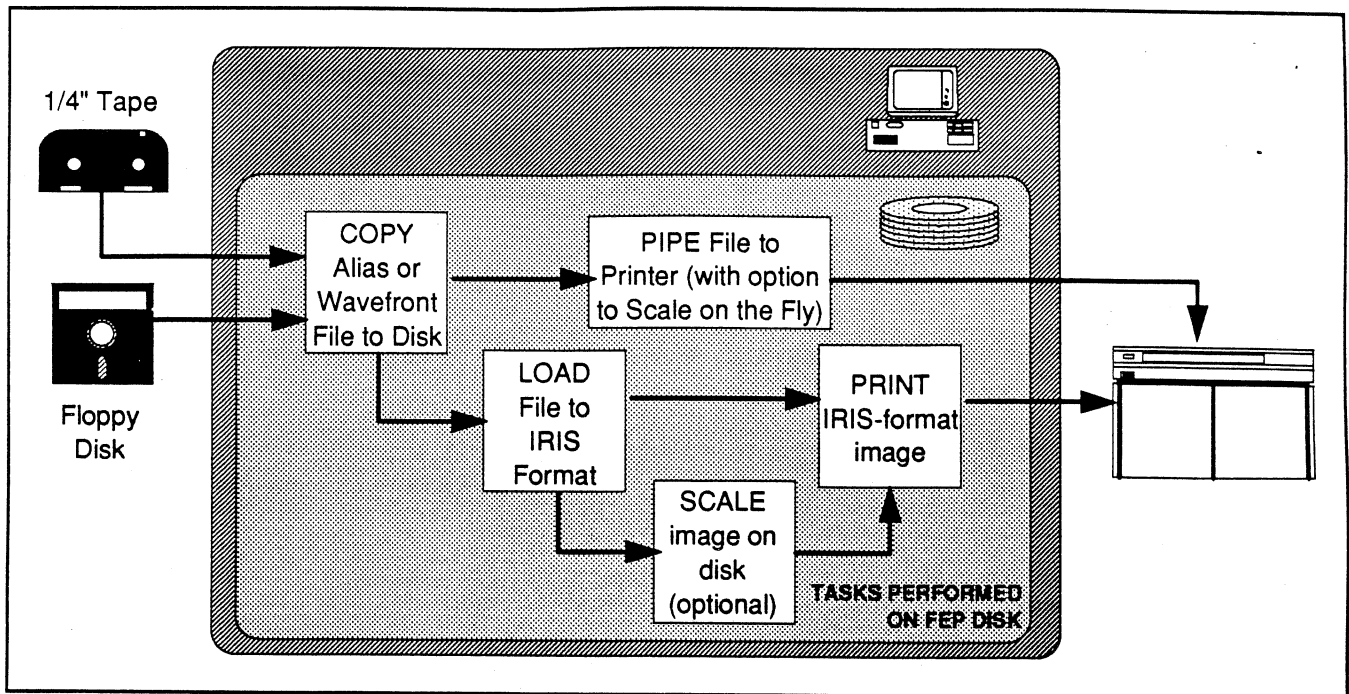 1/4" Tape
Floppy
Disk
COPY
Alias or
Wavefront
File to Disk
PIPE File to
Printer (with option
to Scale on the Fly)
LOAD
File to
IRIS
Format
SCALE
image on
disk
(optional)
PRINT
IRIS-format
image
TASKS PERFORMED
ON FEP DISK